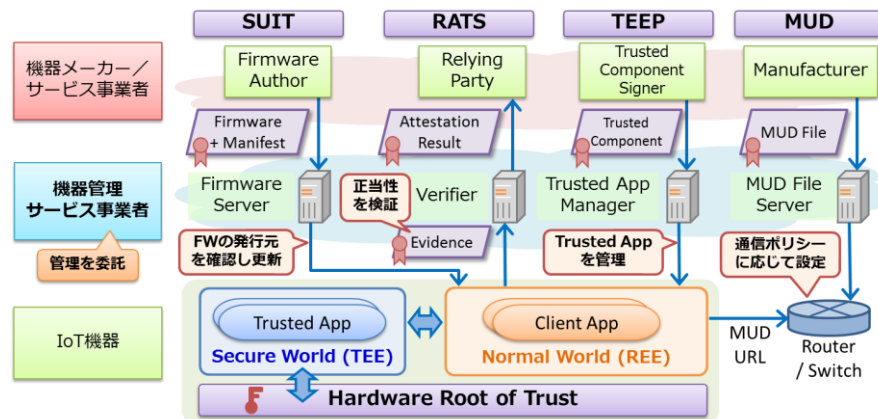 SUIT
RATS
TEEP
MUD
機器メーカー／
サービス事業者
Firmware
Author
Relying
Party
Trusted
Component
Signer
Manufacturer
Firmware
+ Manifest
Attestation
Result
Trusted
Component
MUD File
機器管理
サービス事業者
Firmware
Server
正当性
を検証
Verifier
Trusted App
Manager
MUD File
Server
管理を委託
FWの発行元
を確認し更新
Evidence
Trusted App
を管理
通信ポリシー
に応じて設定
IoT機器
Trusted App
Secure World (TEE)
Client App
Normal World (REE)
MUD
URL
Router
/ Switch
Hardware Root of Trust